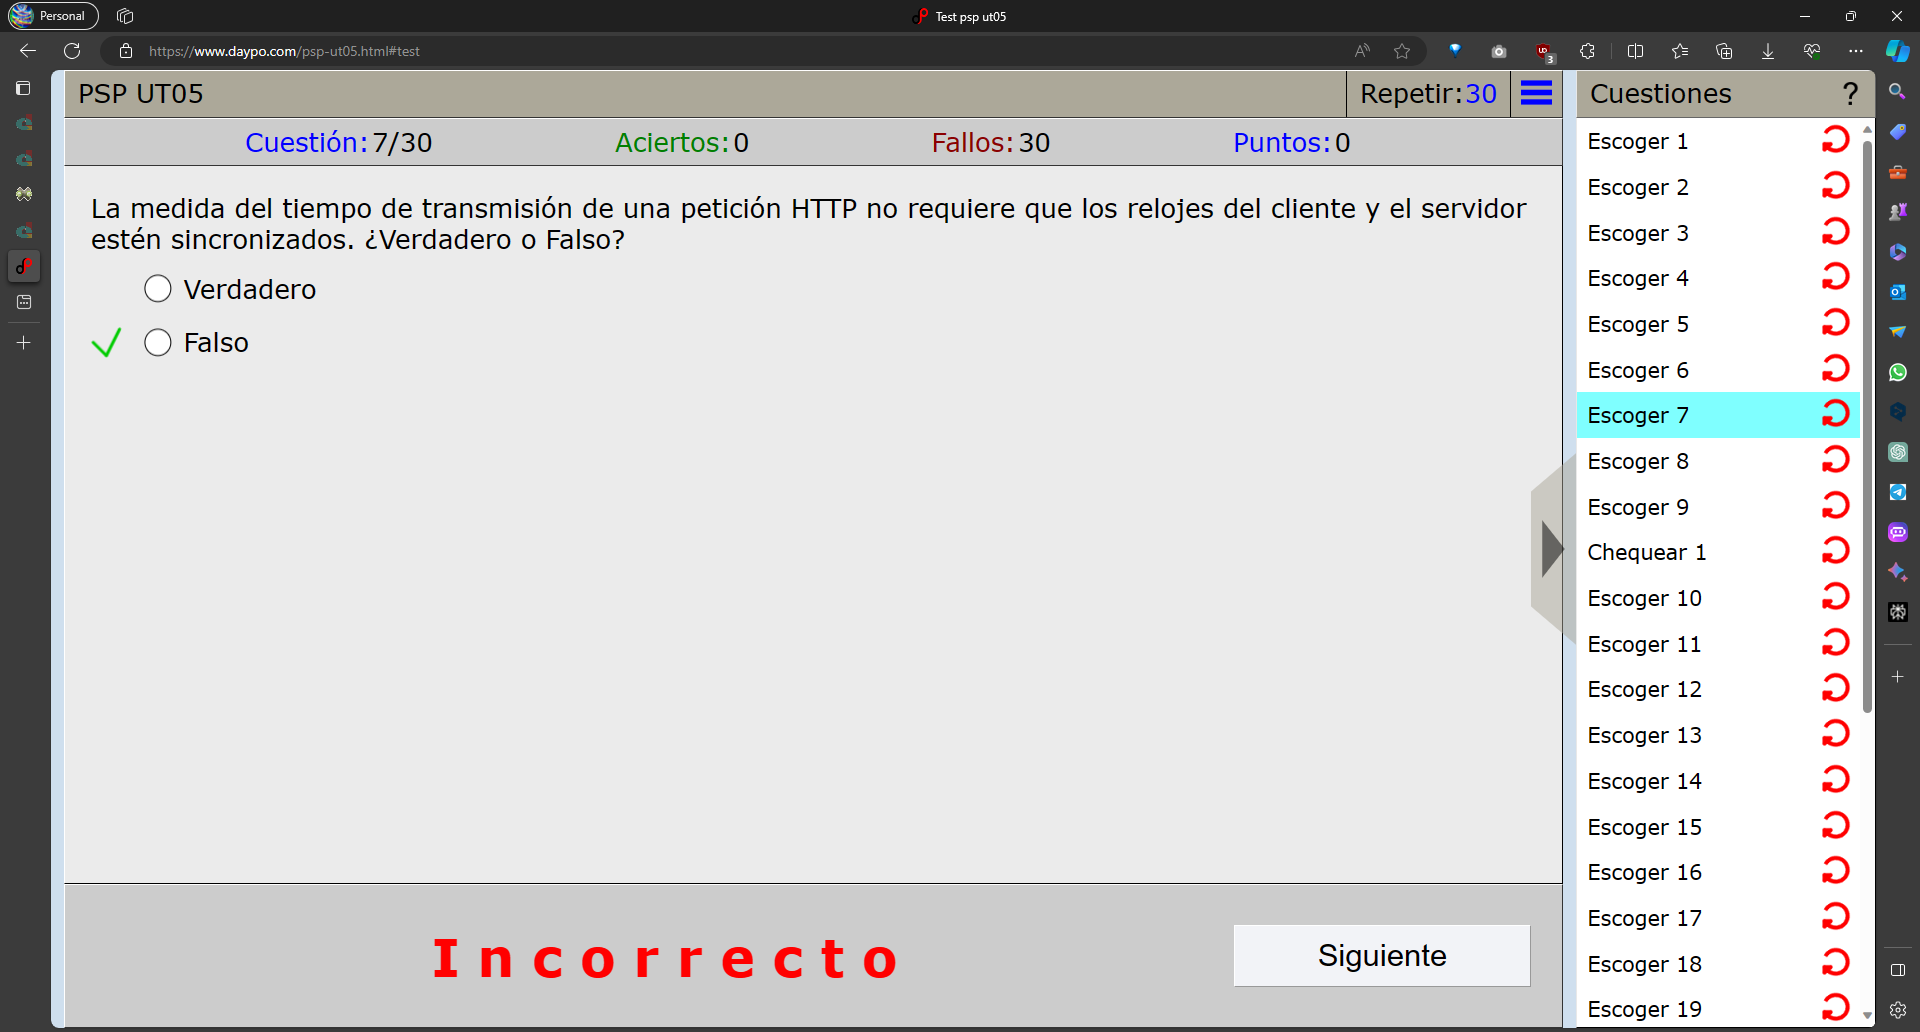 Personal
Test psp ut05
https://www.daypo.com/psp-ut05.html#test
3
PSP UT05
Repetir:30
Cuestión:7/30
Aciertos:0
Fallos:30
Puntos:0
La medida del tiempo de transmisión de una petición HTTP no requiere que los relojes del cliente y el servidor
estén sincronizados. ¿Verdadero o Falso?
Verdadero
Falso
Incorrecto
Siguiente
Cuestiones ?
Escoger 1
Escoger 2
Escoger 3
Escoger 4
Escoger 5
Escoger 6
Escoger 7
Escoger 8
Escoger 9
Chequear 1
Escoger 10
Escoger 11
Escoger 12
Escoger 13
Escoger 14
Escoger 15
Escoger 16
Escoger 17
Escoger 18
Escoger 19